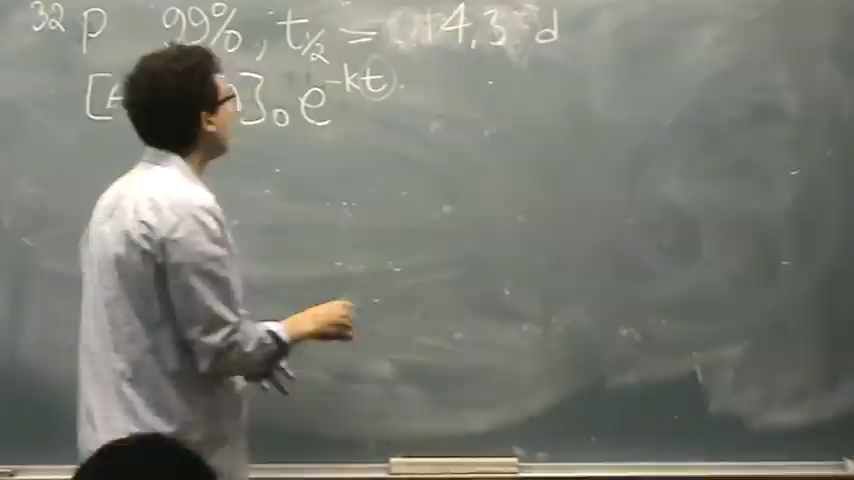 ³²P 99%, t½ = 14,3 d
[A]₀ e^-kt